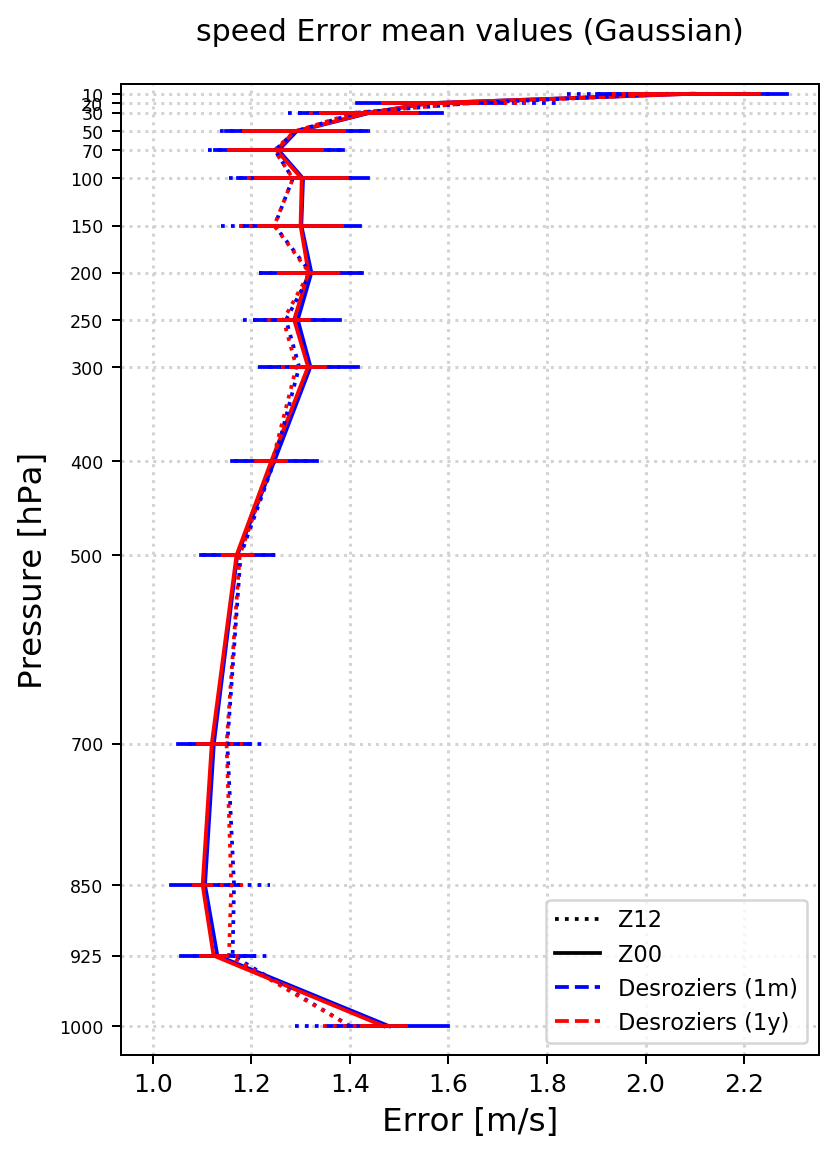 speed Error mean values (Gaussian)
10
20
30
50
70
100
150
200
250
300
400
500
700
850
925
1000
Pressure [hPa]
Z12
Z00
Desroziers (1m)
Desroziers (1y)
1.0 1.2 1.4 1.6 1.8 2.0 2.2
Error [m/s]